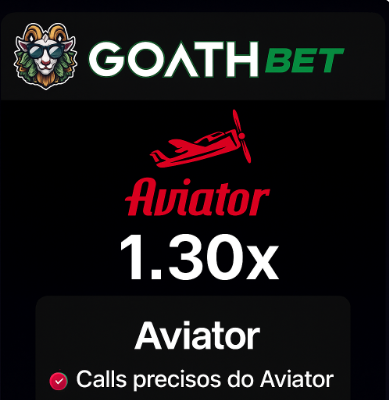 GOATHBET
Aviator
1.30x
Aviator
Calls precisos do Aviator